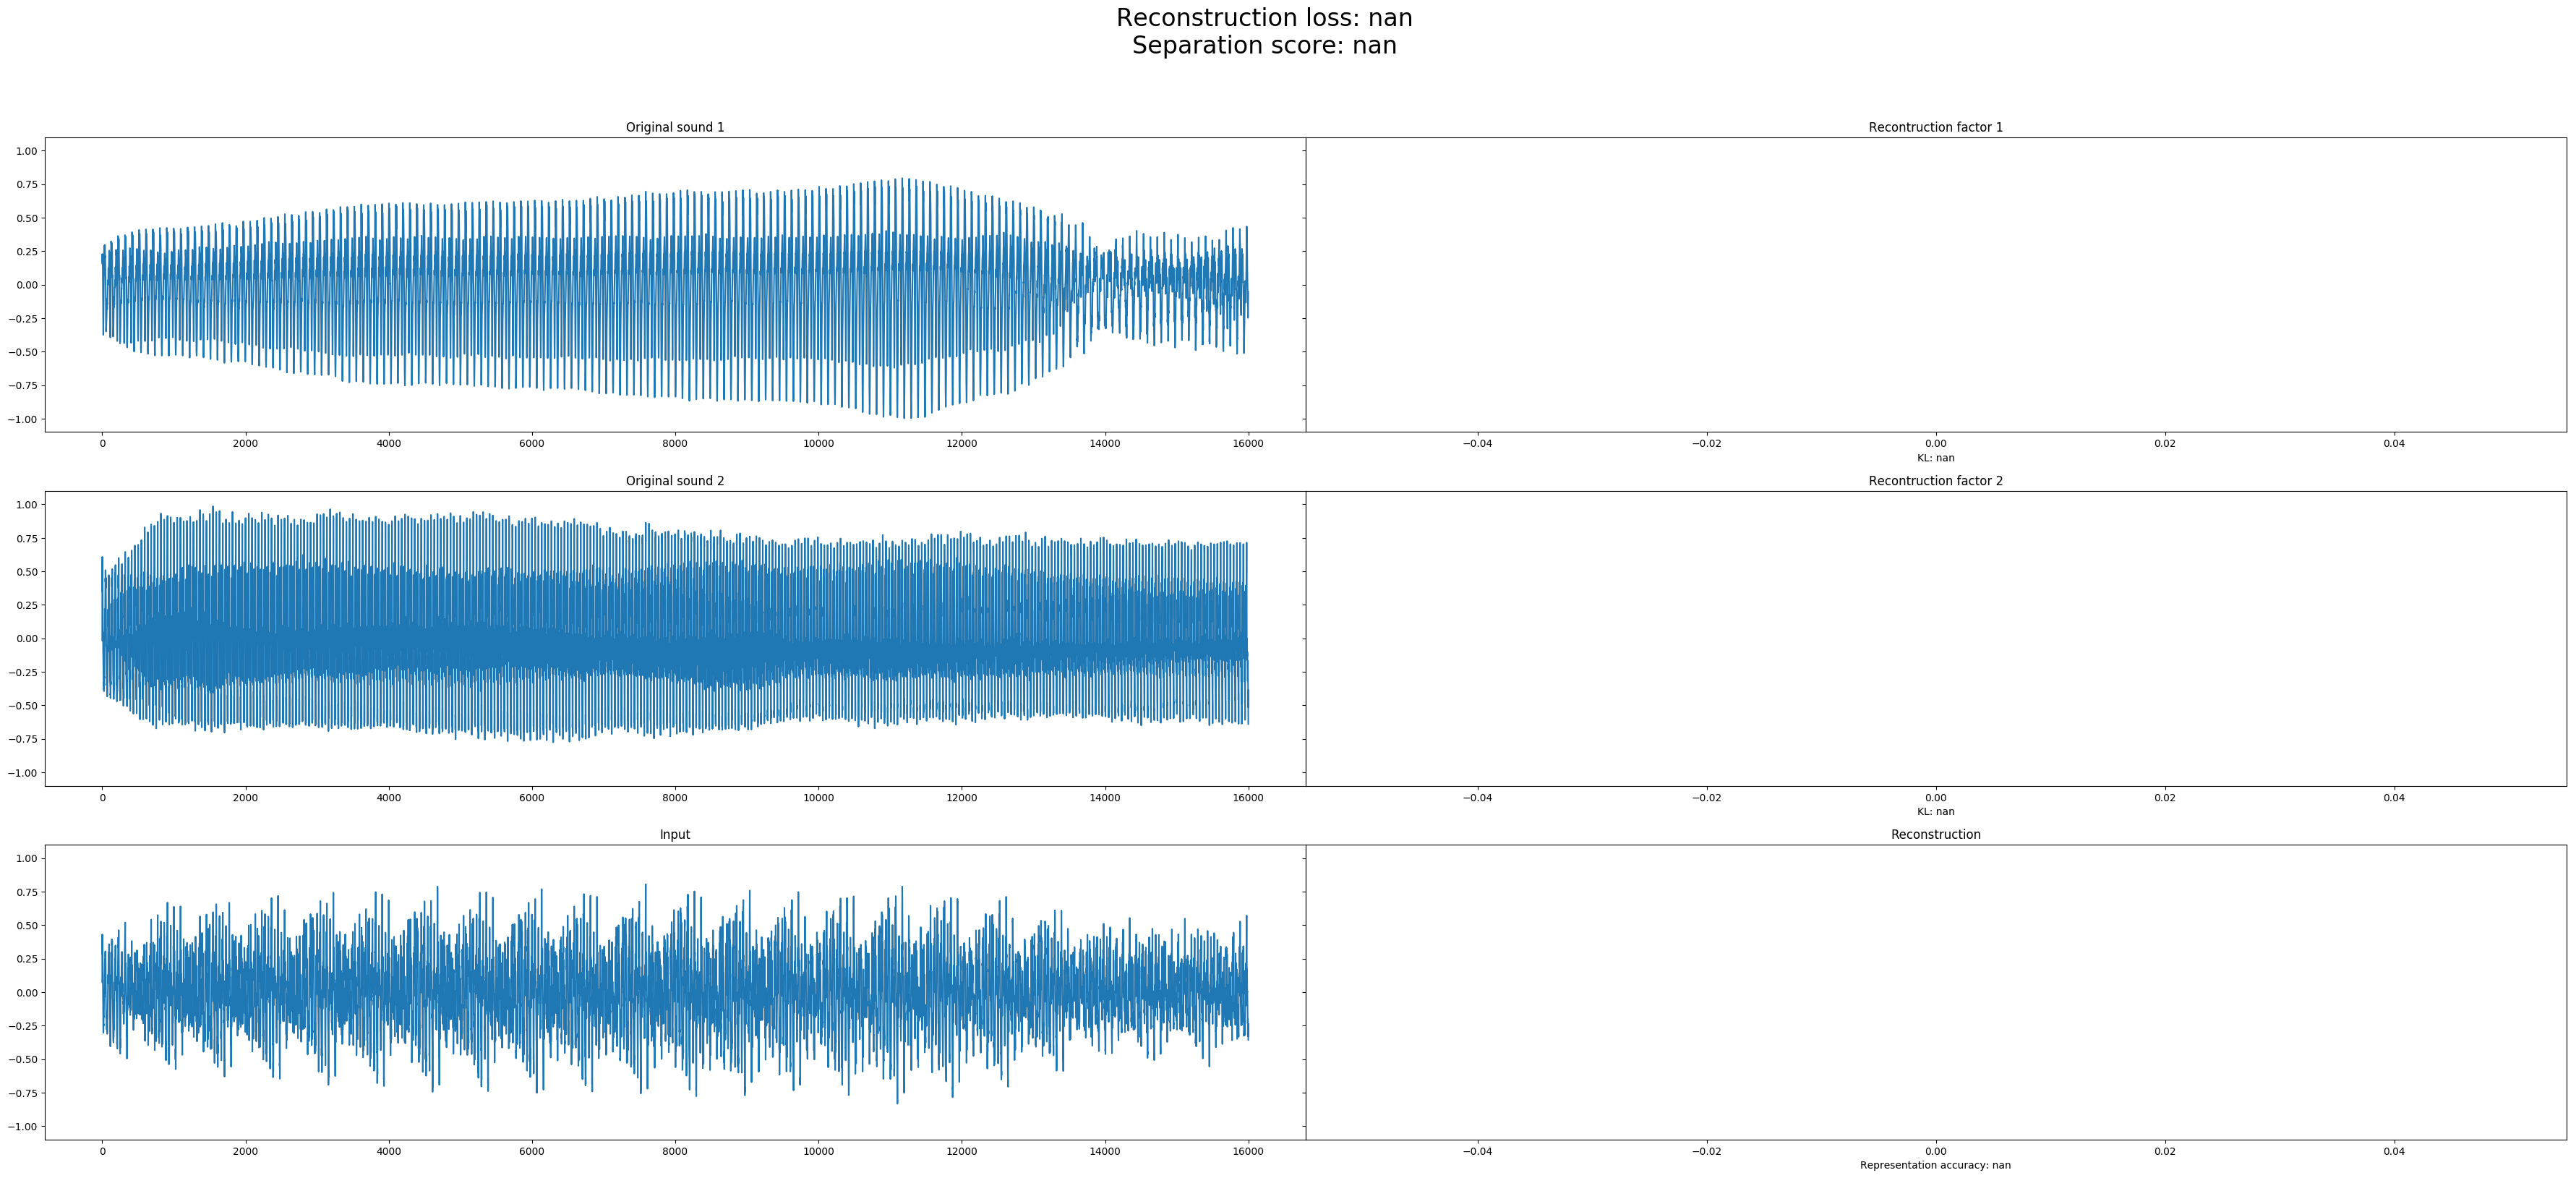 Reconstruction loss: nan
Separation score: nan
Original sound 1
Recontruction factor 1
1.00
0.75
0.50
0.25
0.00
−0.25
−0.50
−0.75
−1.00
0 2000 4000 6000 8000 10000 12000 14000 16000
−0.04 −0.02 0.00 0.02 0.04
KL: nan
Original sound 2
Recontruction factor 2
1.00
0.75
0.50
0.25
0.00
−0.25
−0.50
−0.75
−1.00
0 2000 4000 6000 8000 10000 12000 14000 16000
−0.04 −0.02 0.00 0.02 0.04
KL: nan
Input
Reconstruction
1.00
0.75
0.50
0.25
0.00
−0.25
−0.50
−0.75
−1.00
0 2000 4000 6000 8000 10000 12000 14000 16000
−0.04 −0.02 0.00 0.02 0.04
Representation accuracy: nan